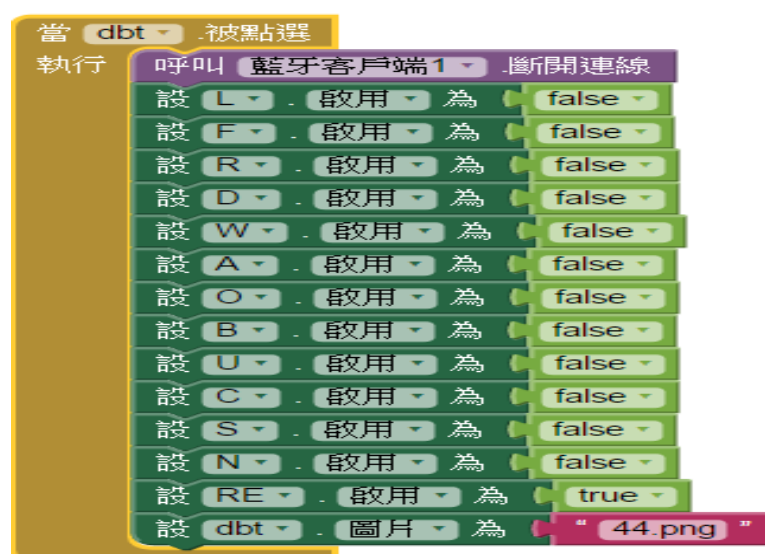 當 dbt .被點選
執行 呼叫 藍牙客戶端1 .斷開連線
設 L . 啟用 為 false
設 F . 啟用 為 false
設 R . 啟用 為 false
設 D . 啟用 為 false
設 W . 啟用 為 false
設 A . 啟用 為 false
設 O . 啟用 為 false
設 B . 啟用 為 false
設 U . 啟用 為 false
設 C . 啟用 為 false
設 S . 啟用 為 false
設 N . 啟用 為 false
設 RE . 啟用 為 true
設 dbt . 圖片 為 " 44.png "